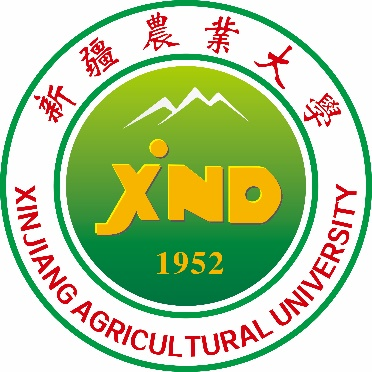 新疆農業大學
XND
1952
XINJIANG AGRICULTURAL UNIVERSITY